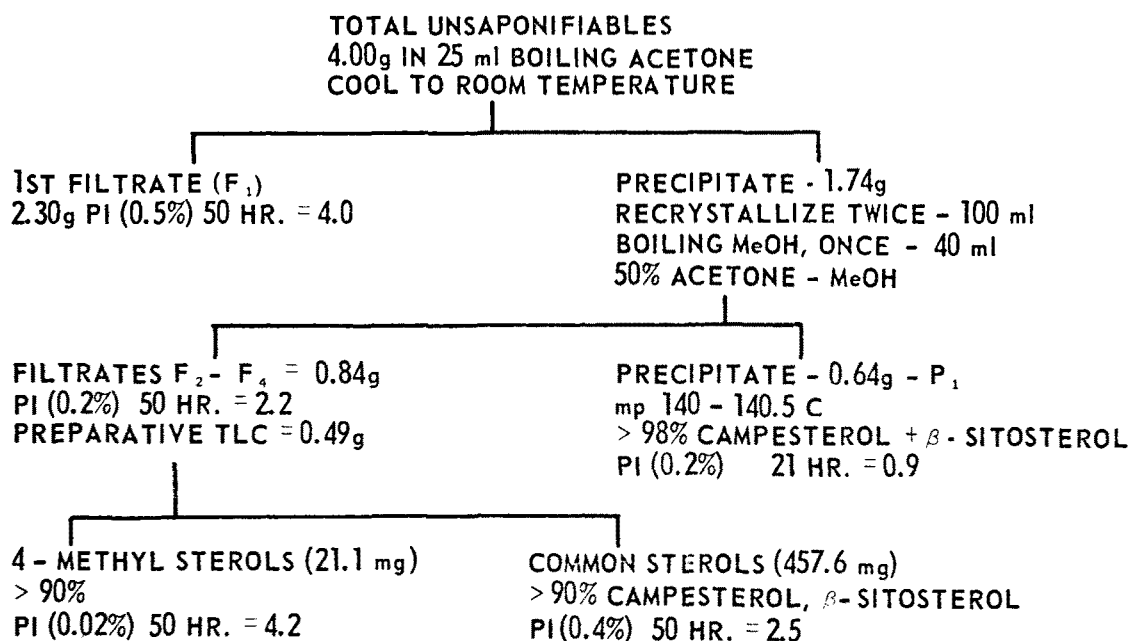 TOTAL UNSAPONIFIABLES
4.00g IN 25 ml BOILING ACETONE
COOL TO ROOM TEMPERATURE
1ST FILTRATE (F₁)
2.30g PI (0.5%) 50 HR. = 4.0
PRECIPITATE - 1.74g
RECRYSTALLIZE TWICE - 100 ml
BOILING MeOH, ONCE - 40 ml
50% ACETONE - MeOH
FILTRATES F₂ - F₄ = 0.84g
PI (0.2%) 50 HR. = 2.2
PREPARATIVE TLC = 0.49g
PRECIPITATE - 0.64g - P₁
mp 140 - 140.5 C
> 98% CAMPESTEROL + β - SITOSTEROL
PI (0.2%) 21 HR. = 0.9
4 - METHYL STEROLS (21.1 mg)
> 90%
PI (0.02%) 50 HR. = 4.2
COMMON STEROLS (457.6 mg)
> 90% CAMPESTEROL, β - SITOSTEROL
PI (0.4%) 50 HR. = 2.5